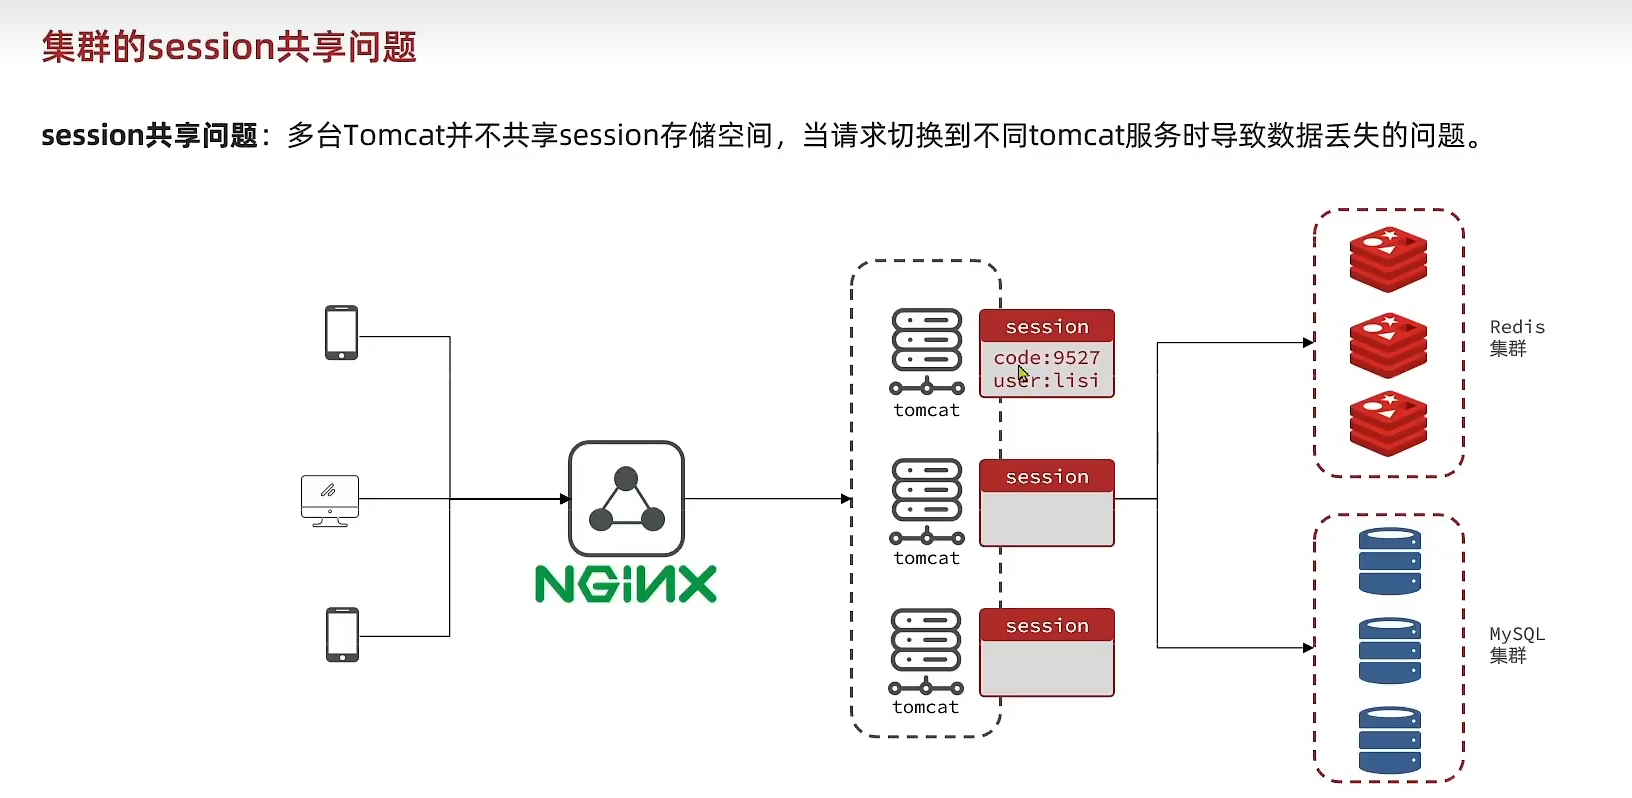 集群的session共享问题
session共享问题：多台Tomcat并不共享session存储空间，当请求切换到不同tomcat服务时导致数据丢失的问题。
session
code:9527
user:lisi
tomcat
Redis
集群
NGINX
session
tomcat
session
tomcat
MySQL
集群